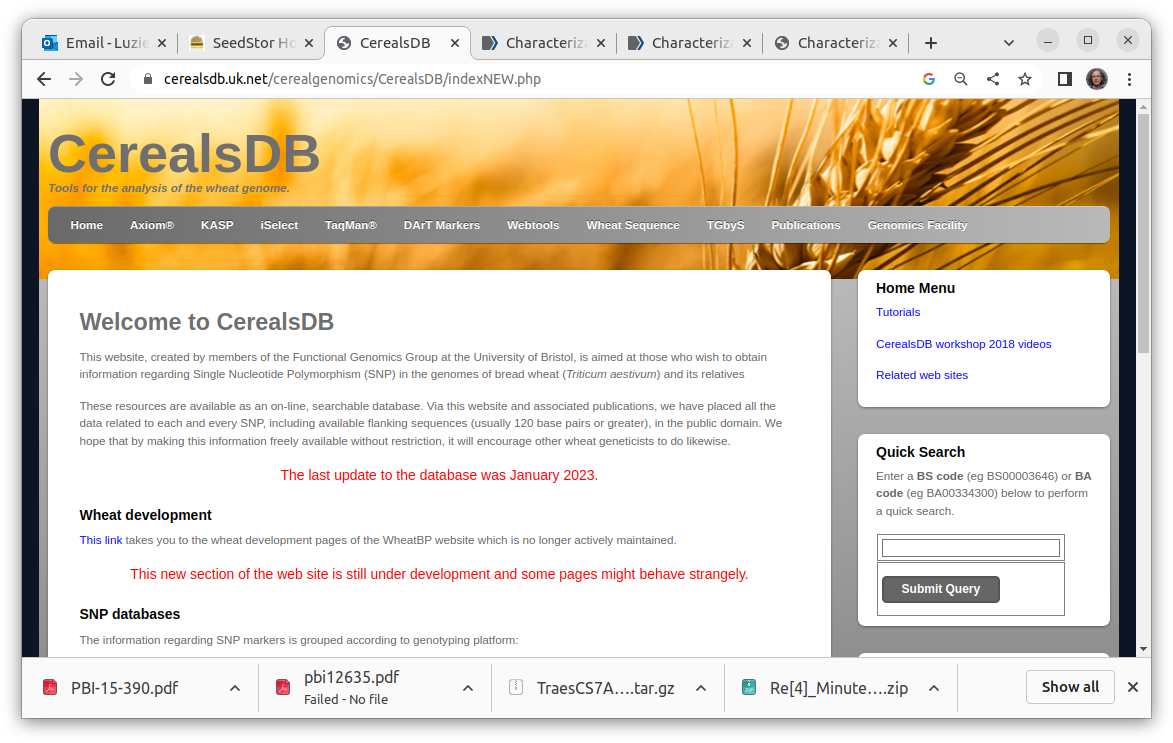 Email - Luzie
SeedStor Ho
CerealsDB
Characteriza
Characteriza
Characteriza
cerealsdb.uk.net/cerealgenomics/CerealsDB/indexNEW.php
CerealsDB
Tools for the analysis of the wheat genome.
Home Axiom® KASP iSelect TaqMan® DArT Markers Webtools Wheat Sequence TGbyS Publications Genomics Facility
Welcome to CerealsDB
This website, created by members of the Functional Genomics Group at the University of Bristol, is aimed at those who wish to obtain
information regarding Single Nucleotide Polymorphism (SNP) in the genomes of bread wheat (Triticum aestivum) and its relatives
These resources are available as an on-line, searchable database. Via this website and associated publications, we have placed all the
data related to each and every SNP, including available flanking sequences (usually 120 base pairs or greater), in the public domain. We
hope that by making this information freely available without restriction, it will encourage other wheat geneticists to do likewise.
The last update to the database was January 2023.
Wheat development
This link takes you to the wheat development pages of the WheatBP website which is no longer actively maintained.
This new section of the web site is still under development and some pages might behave strangely.
SNP databases
The information regarding SNP markers is grouped according to genotyping platform:
Home Menu
Tutorials
CerealsDB workshop 2018 videos
Related web sites
Quick Search
Enter a BS code (eg BS00003646) or BA
code (eg BA00334300) below to perform
a quick search.
Submit Query
PBI-15-390.pdf
pbi12635.pdf
Failed - No file
TraesCS7A....tar.gz
Re[4]_Minute....zip
Show all